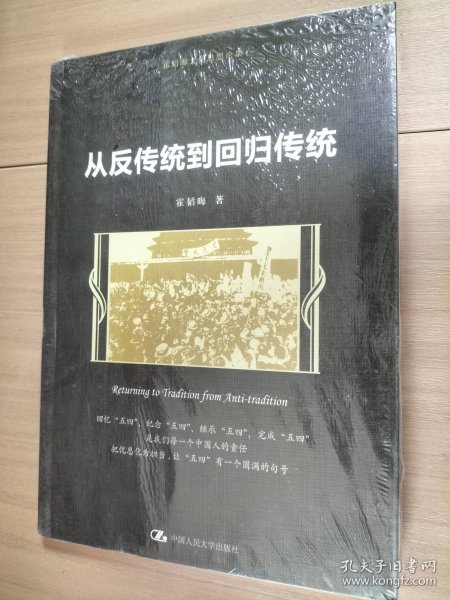 从反传统到回归传统
霍韬晦 著
Returning to Tradition from Anti-tradition
回忆“五四”，纪念“五四”，继承“五四”，完成“五四”
是我们每一个中国人的责任
把忧患化为担当，让“五四”有一个圆满的句号
中国人民大学出版社
孔夫子旧书网
www.kongfz.com